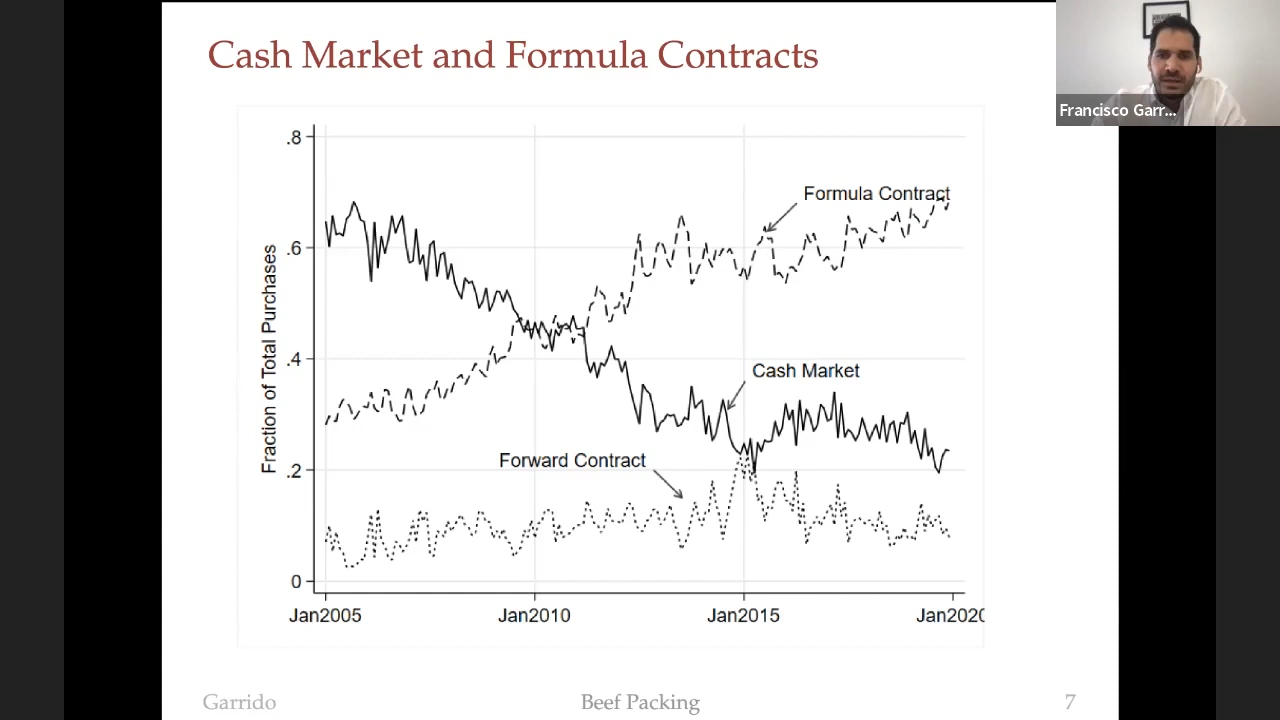 Cash Market and Formula Contracts
Francisco Garr...
.8
Formula Contract
.6
Fraction of Total Purchases
.4
Cash Market
Forward Contract
.2
0
Jan2005
Jan2010
Jan2015
Jan2020
Garrido
Beef Packing
7